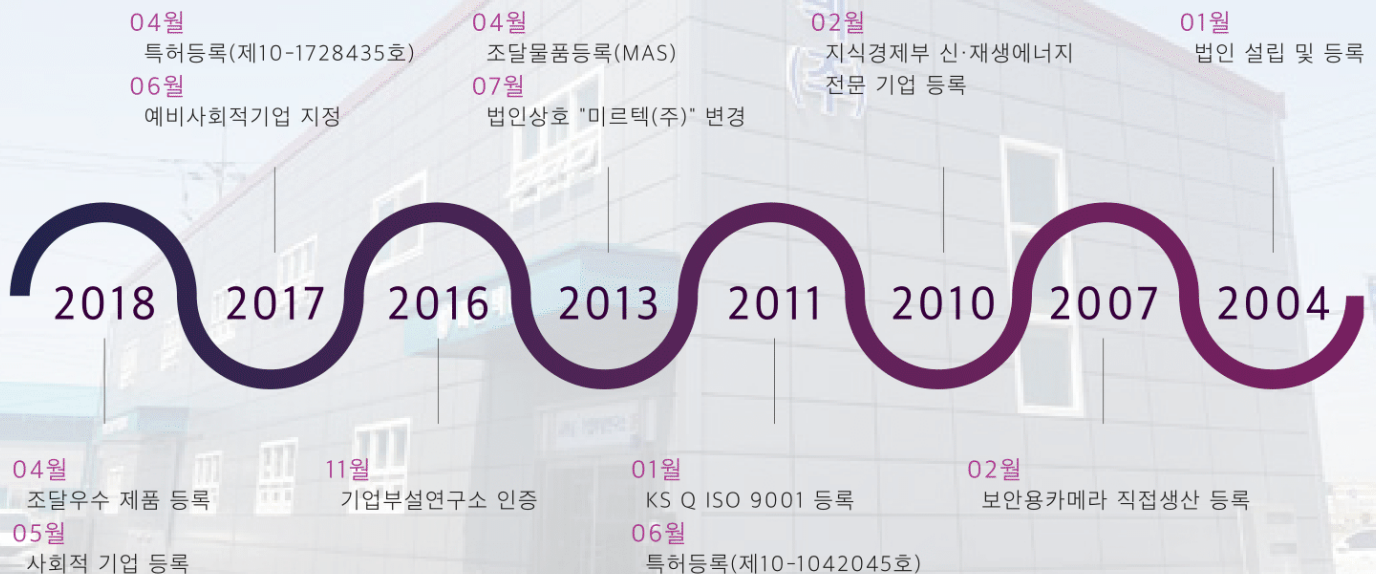 04월
특허등록(제10-1728435호)
06월
예비사회적기업 지정
04월
조달물품등록(MAS)
07월
법인상호 "미르텍(주)" 변경
02월
지식경제부 신·재생에너지
전문 기업 등록
01월
법인 설립 및 등록
2018
2017
2016
2013
2011
2010
2007
2004
04월
조달우수 제품 등록
05월
사회적 기업 등록
11월
기업부설연구소 인증
01월
KS Q ISO 9001 등록
06월
특허등록(제10-1042045호)
02월
보안용카메라 직접생산 등록